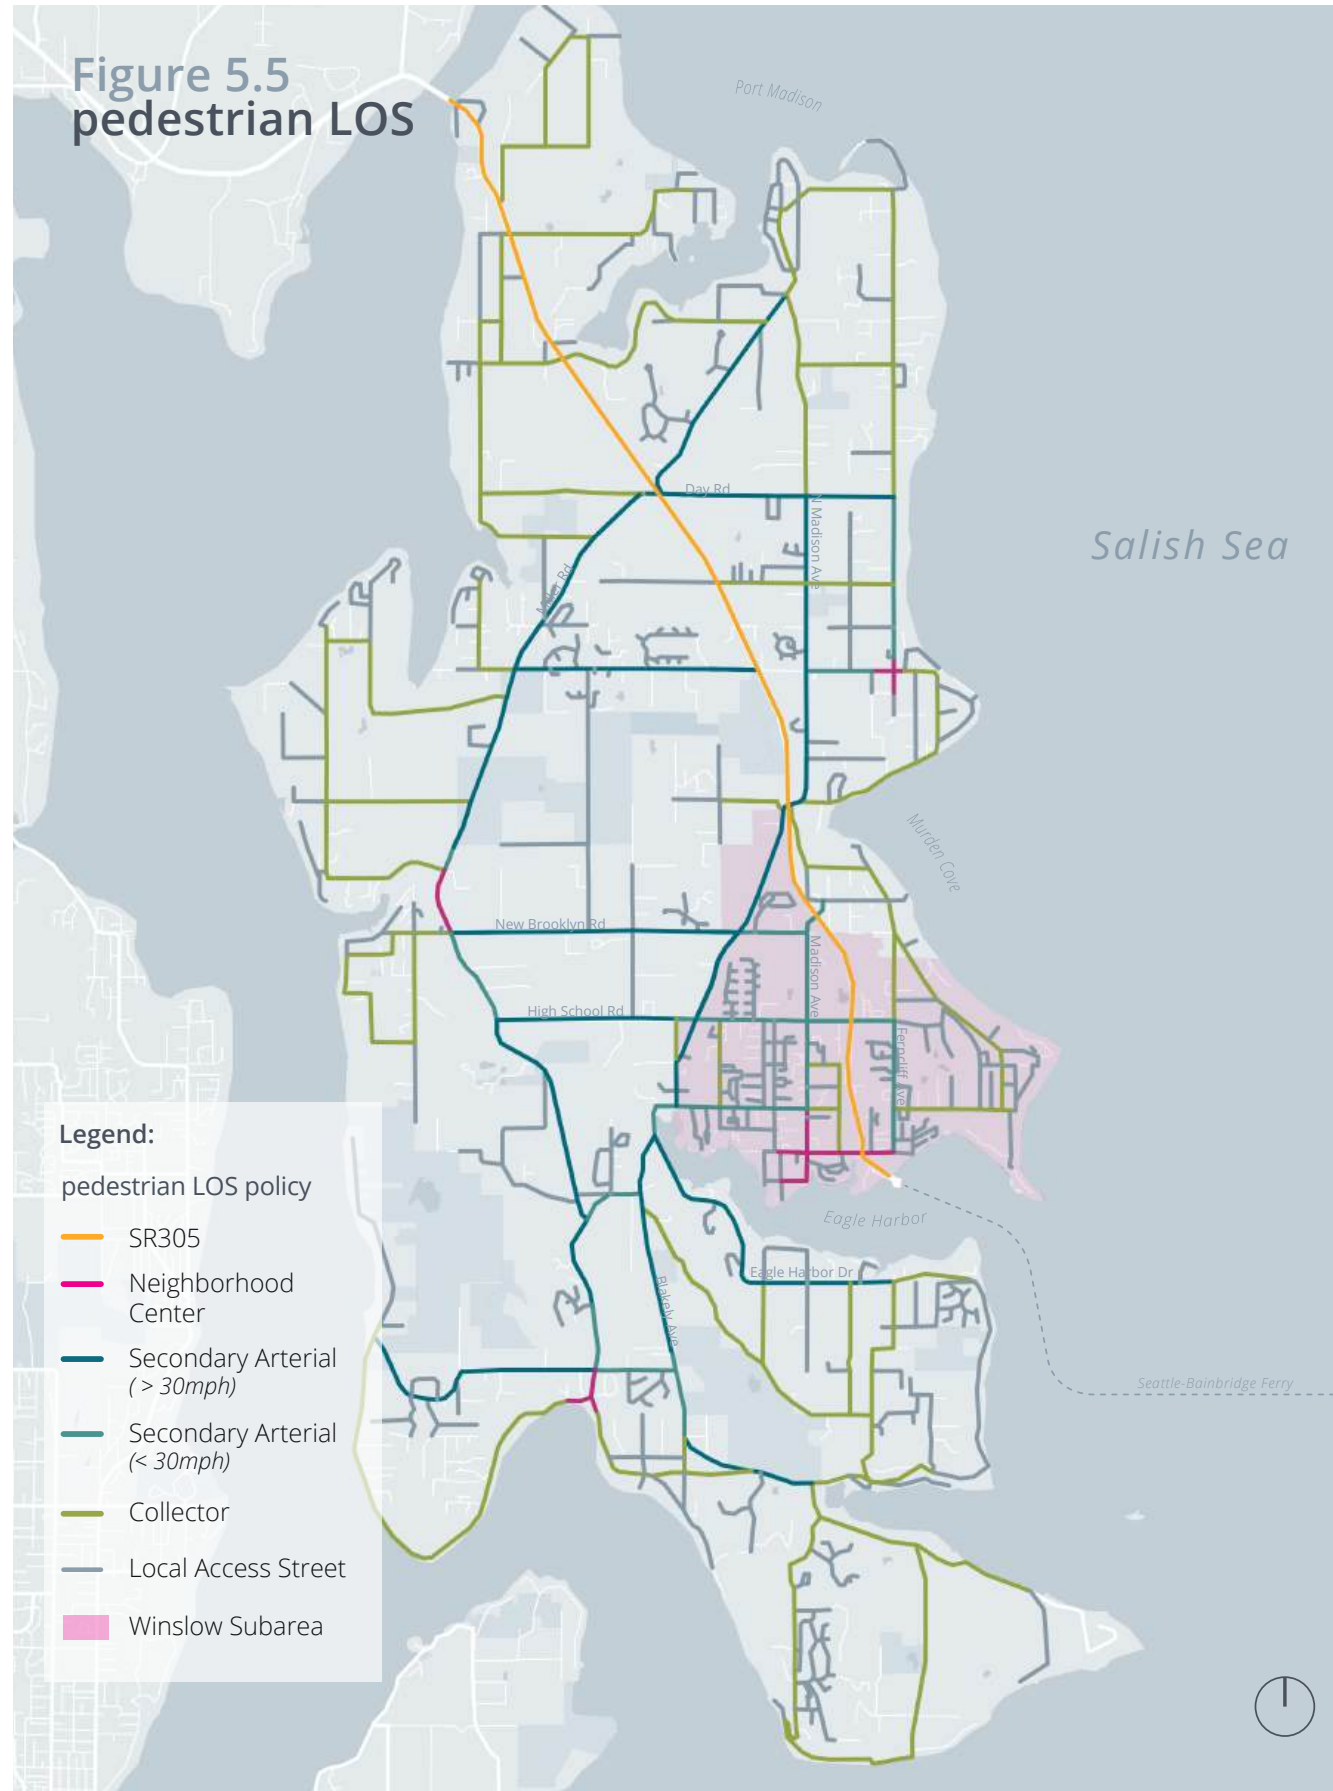 Figure 5.5
pedestrian LOS
Port Madison
Day Rd
N Madison Ave
Salish Sea
Miller Rd
Murden Cove
New Brooklyn Rd
Madison Ave
High School Rd
Ferncliff Ave
Eagle Harbor
Eagle Harbor Dr
Blakely Ave
Seattle-Bainbridge Ferry
Legend:
pedestrian LOS policy
SR305
Neighborhood
Center
Secondary Arterial
( > 30mph)
Secondary Arterial
(< 30mph)
Collector
Local Access Street
Winslow Subarea